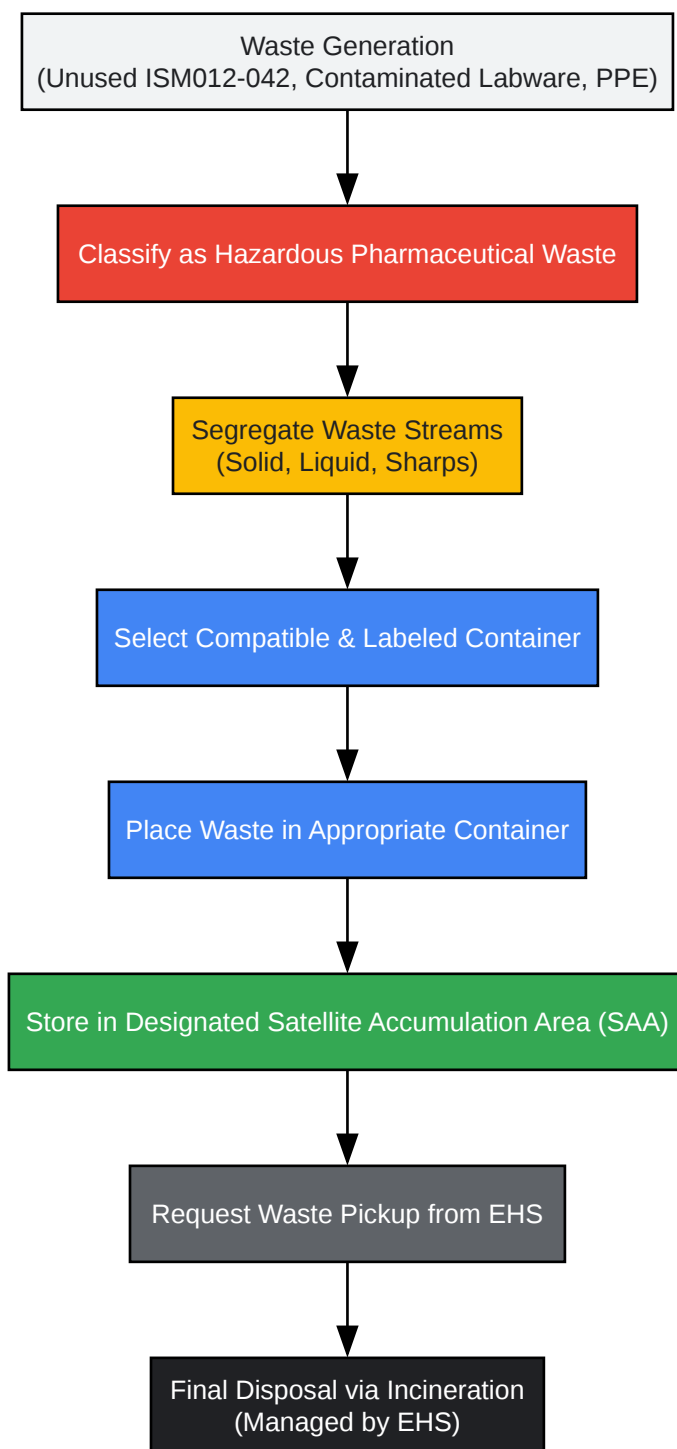 Waste Generation
(Unused ISM012-042, Contaminated Labware, PPE)
Classify as Hazardous Pharmaceutical Waste
Segregate Waste Streams
(Solid, Liquid, Sharps)
Select Compatible & Labeled Container
Place Waste in Appropriate Container
Store in Designated Satellite Accumulation Area (SAA)
Request Waste Pickup from EHS
Final Disposal via Incineration
(Managed by EHS)